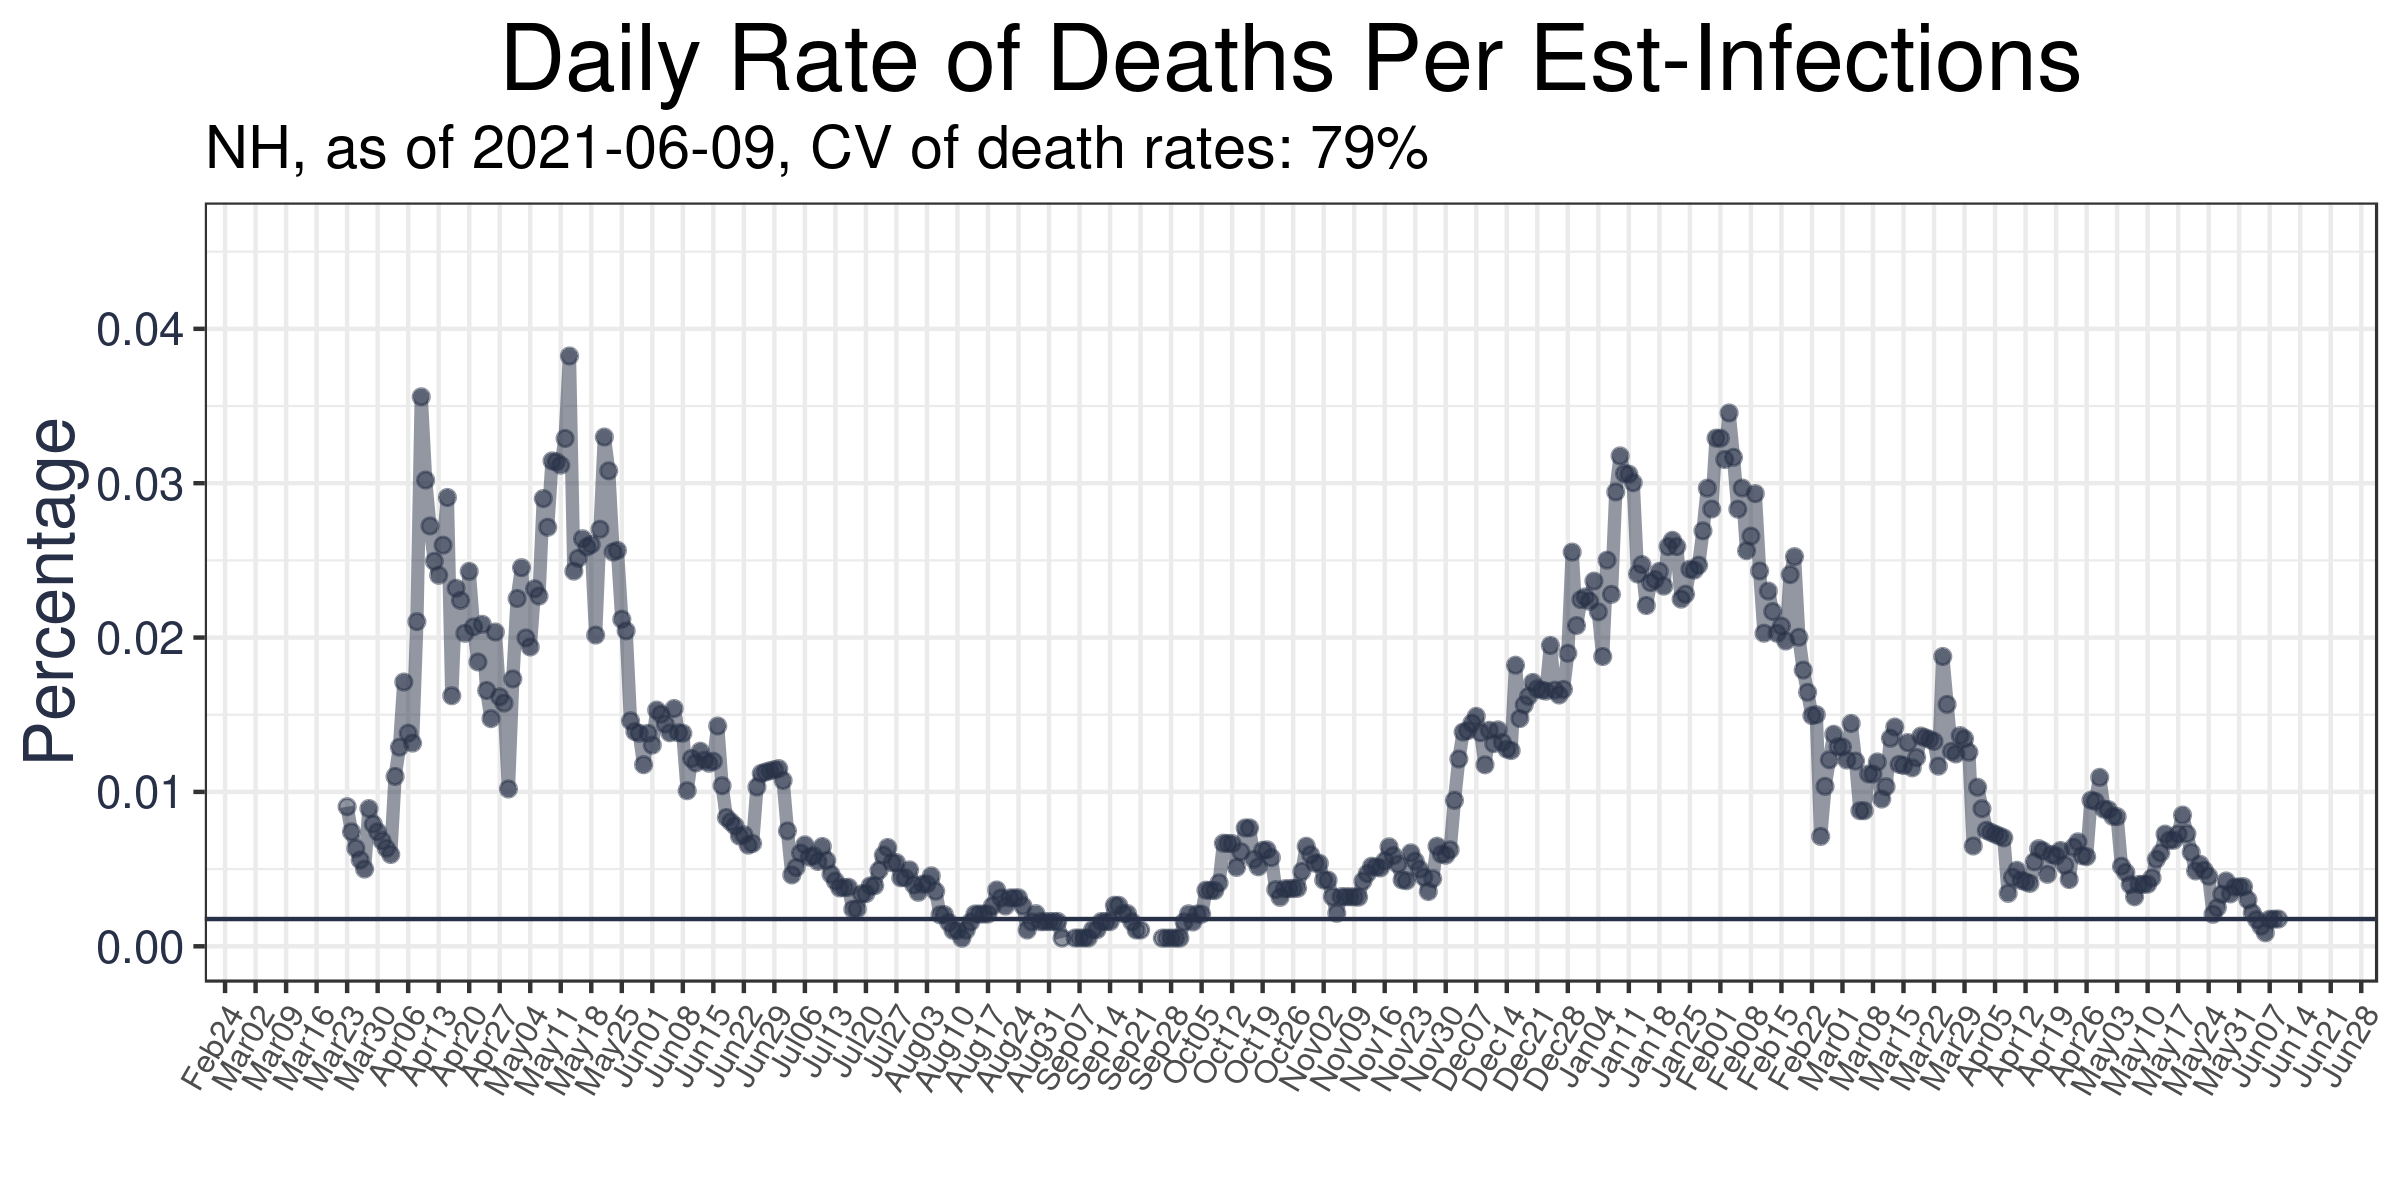 Daily Rate of Deaths Per Est-Infections
NH, as of 2021-06-09, CV of death rates: 79%
Percentage
0.04
0.03
0.02
0.01
0.00
Feb24
Mar02
Mar09
Mar16
Mar23
Mar30
Apr06
Apr13
Apr20
Apr27
May04
May11
May18
May25
Jun01
Jun08
Jun15
Jun22
Jun29
Jul06
Jul13
Jul20
Jul27
Aug03
Aug10
Aug17
Aug24
Aug31
Sep07
Sep14
Sep21
Sep28
Oct05
Oct12
Oct19
Oct26
Nov02
Nov09
Nov16
Nov23
Nov30
Dec07
Dec14
Dec21
Dec28
Jan04
Jan11
Jan18
Jan25
Feb01
Feb08
Feb15
Feb22
Mar01
Mar08
Mar15
Mar22
Mar29
Apr05
Apr12
Apr19
Apr26
May03
May10
May17
May24
May31
Jun07
Jun14
Jun21
Jun28